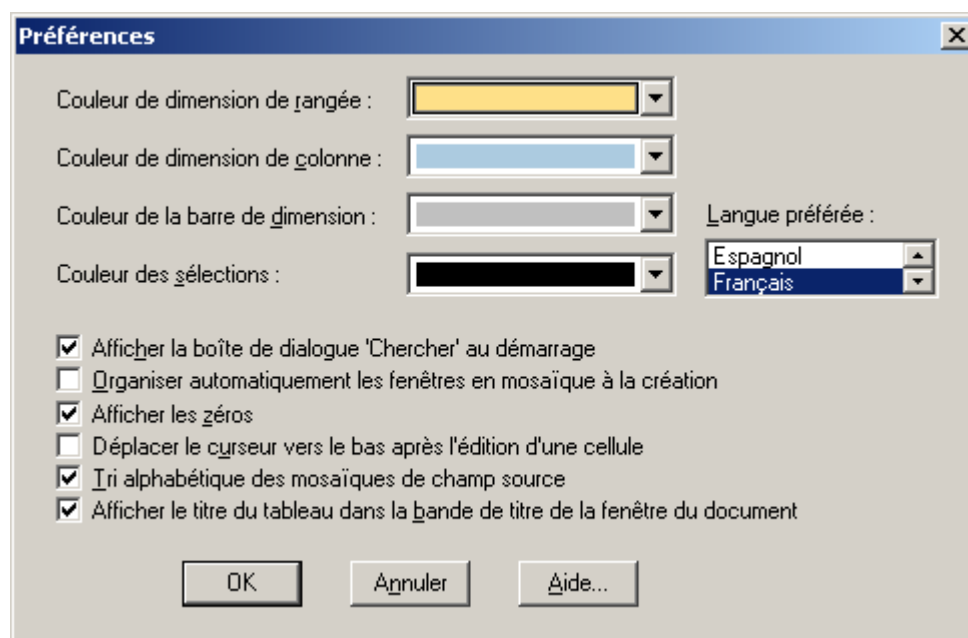 Préférences
Couleur de dimension de rangée :
Couleur de dimension de colonne :
Couleur de la barre de dimension :
Langue préférée :
Espagnol
Français
Couleur des sélections :
Afficher la boîte de dialogue 'Chercher' au démarrage
Organiser automatiquement les fenêtres en mosaïque à la création
Afficher les zéros
Déplacer le curseur vers le bas après l'édition d'une cellule
Tri alphabétique des mosaïques de champ source
Afficher le titre du tableau dans la bande de titre de la fenêtre du document
OK
Annuler
Aide...